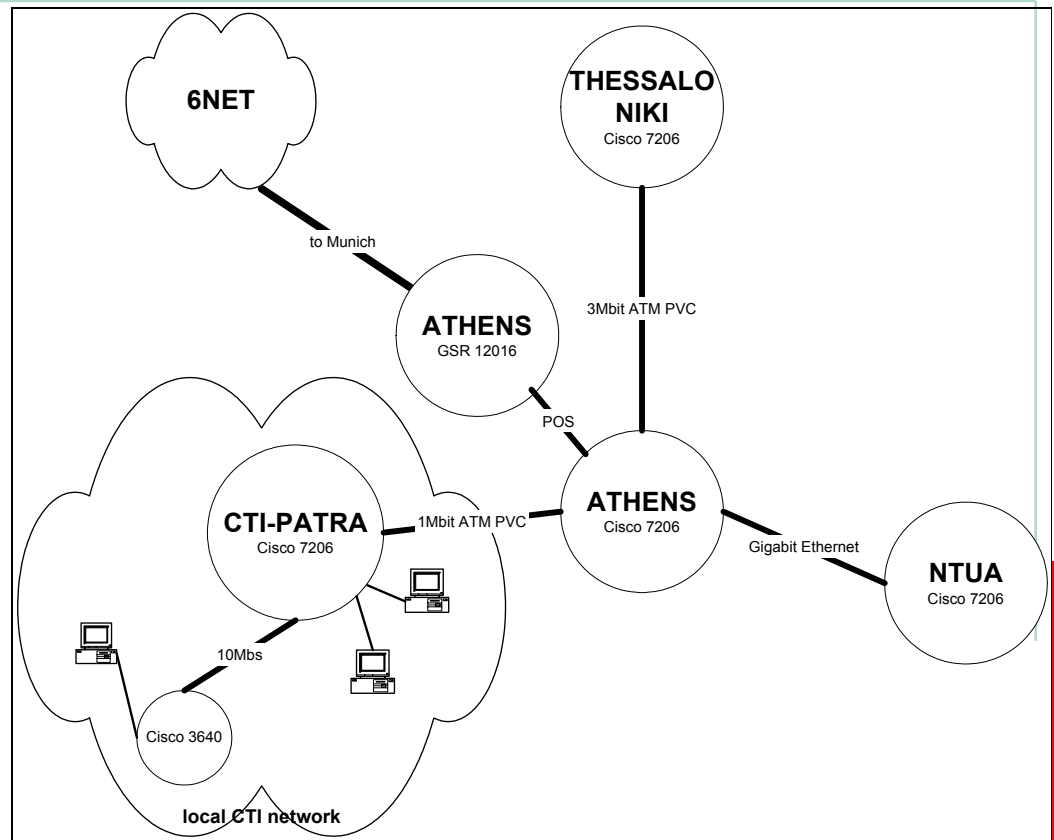 6NET
THESSALO
NIKI
Cisco 7206
to Munich
3Mbit ATM PVC
ATHENS
GSR 12016
POS
ATHENS
Cisco 7206
CTI-PATRA
Cisco 7206
1Mbit ATM PVC
Gigabit Ethernet
NTUA
Cisco 7206
10Mbs
Cisco 3640
local CTI network